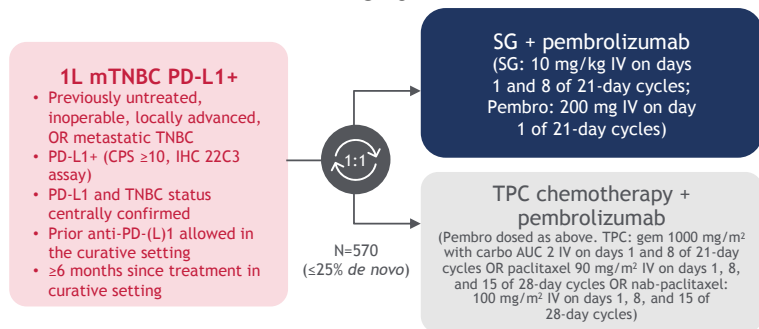 1L mTNBC PD-L1+
• Previously untreated,
inoperable, locally advanced,
OR metastatic TNBC
• PD-L1+ (CPS ≥10, IHC 22C3
assay)
• PD-L1 and TNBC status
centrally confirmed
• Prior anti-PD-(L)1 allowed in
the curative setting
• ≥6 months since treatment in
curative setting
1:1
N=570
(≤25% de novo)
SG + pembrolizumab
(SG: 10 mg/kg IV on days
1 and 8 of 21-day cycles;
Pembro: 200 mg IV on day
1 of 21-day cycles)
TPC chemotherapy +
pembrolizumab
(Pembro dosed as above. TPC: gem 1000 mg/m²
with carbo AUC 2 IV on days 1 and 8 of 21-day
cycles OR paclitaxel 90 mg/m² IV on days 1, 8,
and 15 of 28-day cycles OR nab-paclitaxel:
100 mg/m² IV on days 1, 8, and 15 of
28-day cycles)